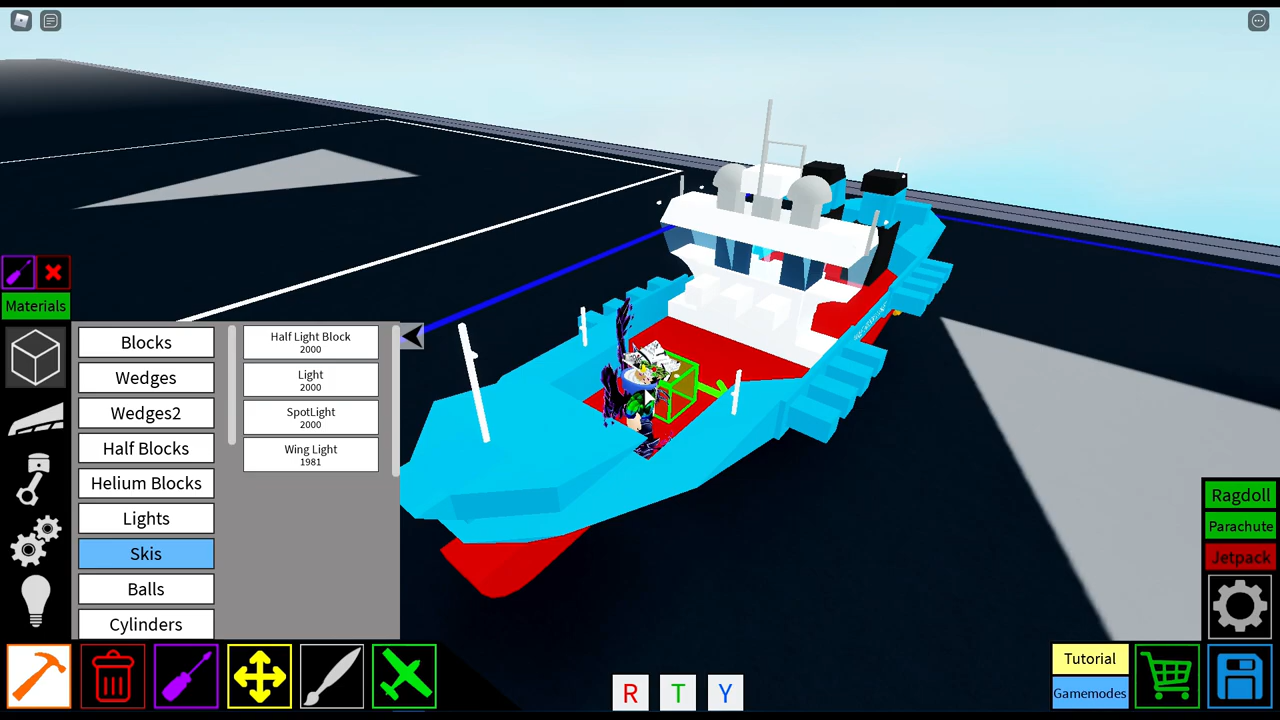 Materials
Blocks
Wedges
Wedges2
Half Blocks
Helium Blocks
Lights
Skis
Balls
Cylinders
Half Light Block
2000
Light
2000
SpotLight
2000
Wing Light
1981
Ragdoll
Parachute
Jetpack
Tutorial
Gamemodes
R T Y